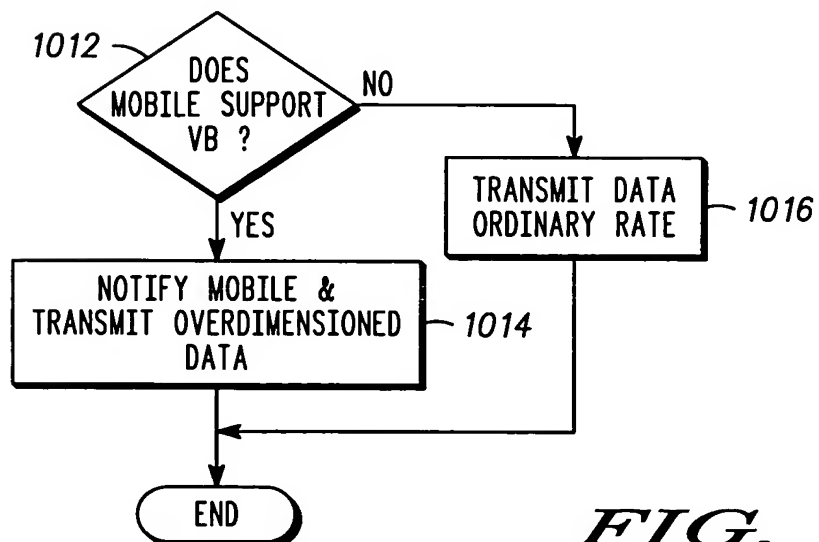 1012
DOES
MOBILE SUPPORT
VB ?
NO
YES
TRANSMIT DATA
ORDINARY RATE
1016
NOTIFY MOBILE &
TRANSMIT OVERDIMENSIONED
DATA
1014
END
FIG.